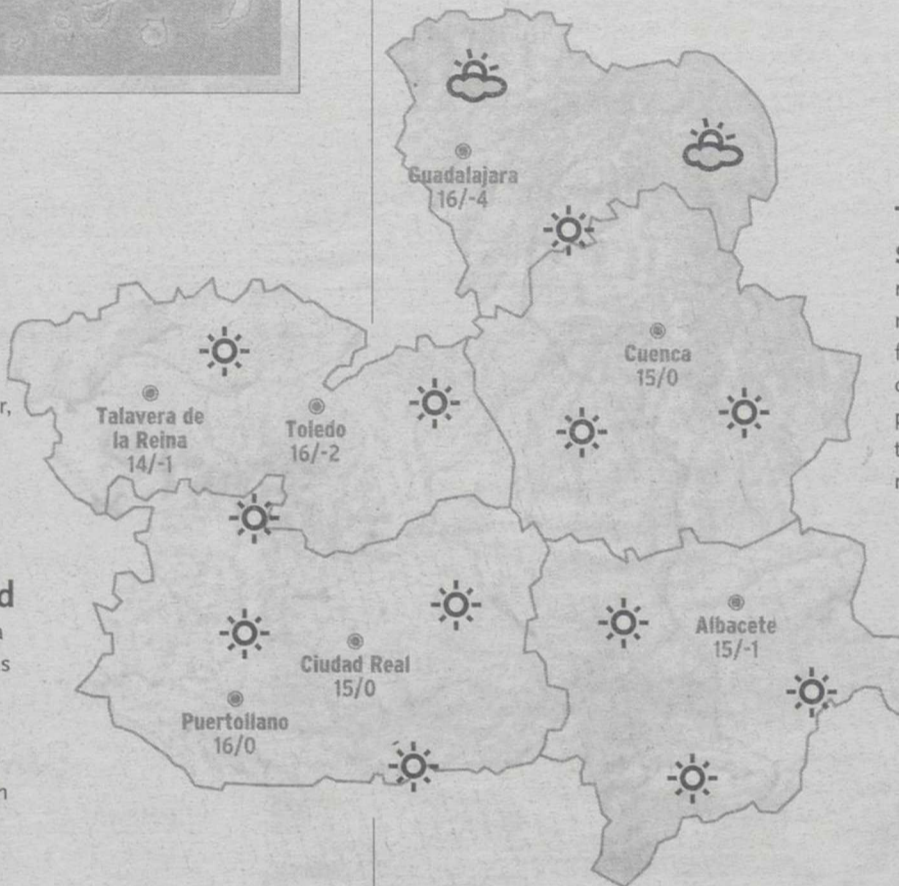 Guadalajara
16/-4
Cuenca
15/0
Talavera de
la Reina
14/-1
Toledo
16/-2
Albacete
15/-1
Ciudad Real
15/0
Puertollano
16/0